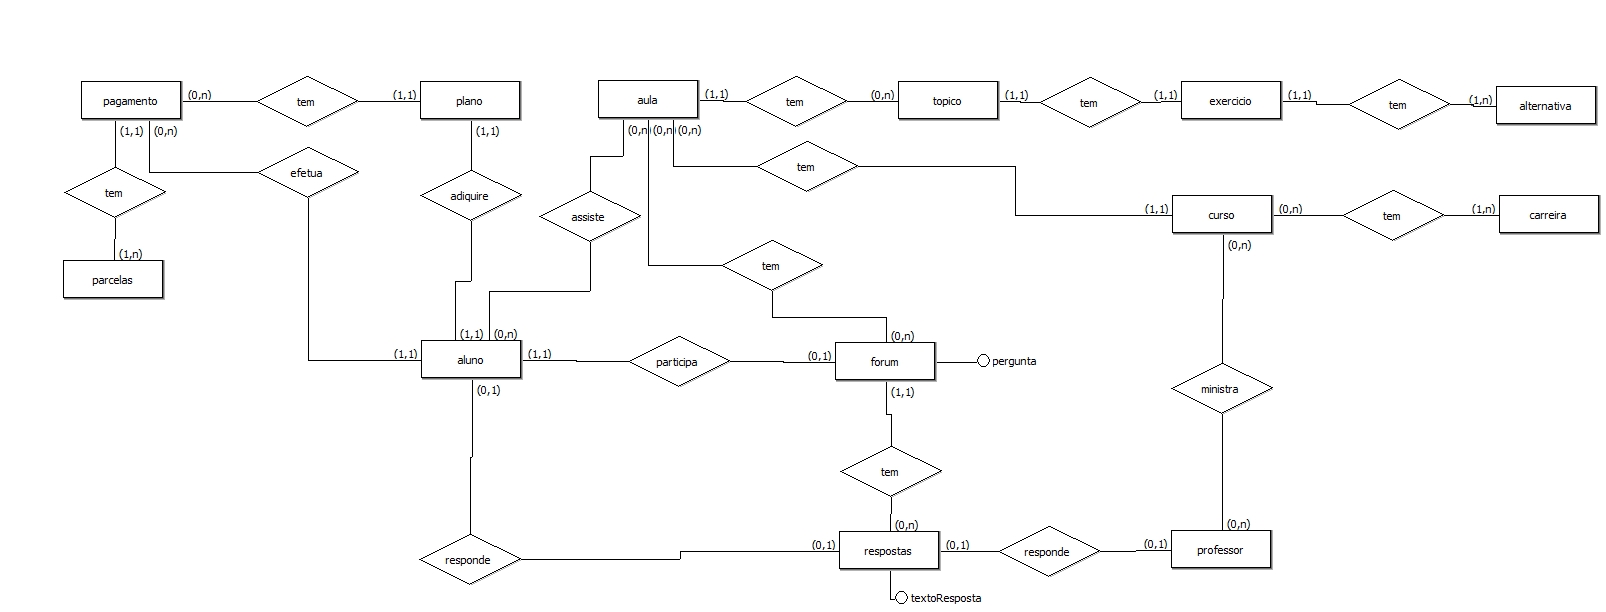 pagamento
(0,n)
tem
(1,1)
plano
aula
(1,1)
tem
(0,n)
topico
(1,1)
tem
(1,1)
exercicio
(1,1)
tem
(1,n)
alternativa
(1,1)
(0,n)
(1,1)
(0,n)
(0,n)
(0,n)
efetua
tem
tem
adiquire
assiste
(1,1)
curso
(0,n)
tem
(1,n)
carreira
(0,n)
(1,n)
parcelas
tem
(1,1)
(0,n)
(0,n)
(1,1)
aluno
(1,1)
participa
(0,1)
forum
pergunta
(0,1)
(1,1)
ministra
tem
(0,n)
(0,n)
responde
(0,1)
respostas
(0,1)
responde
(0,1)
professor
textoResposta